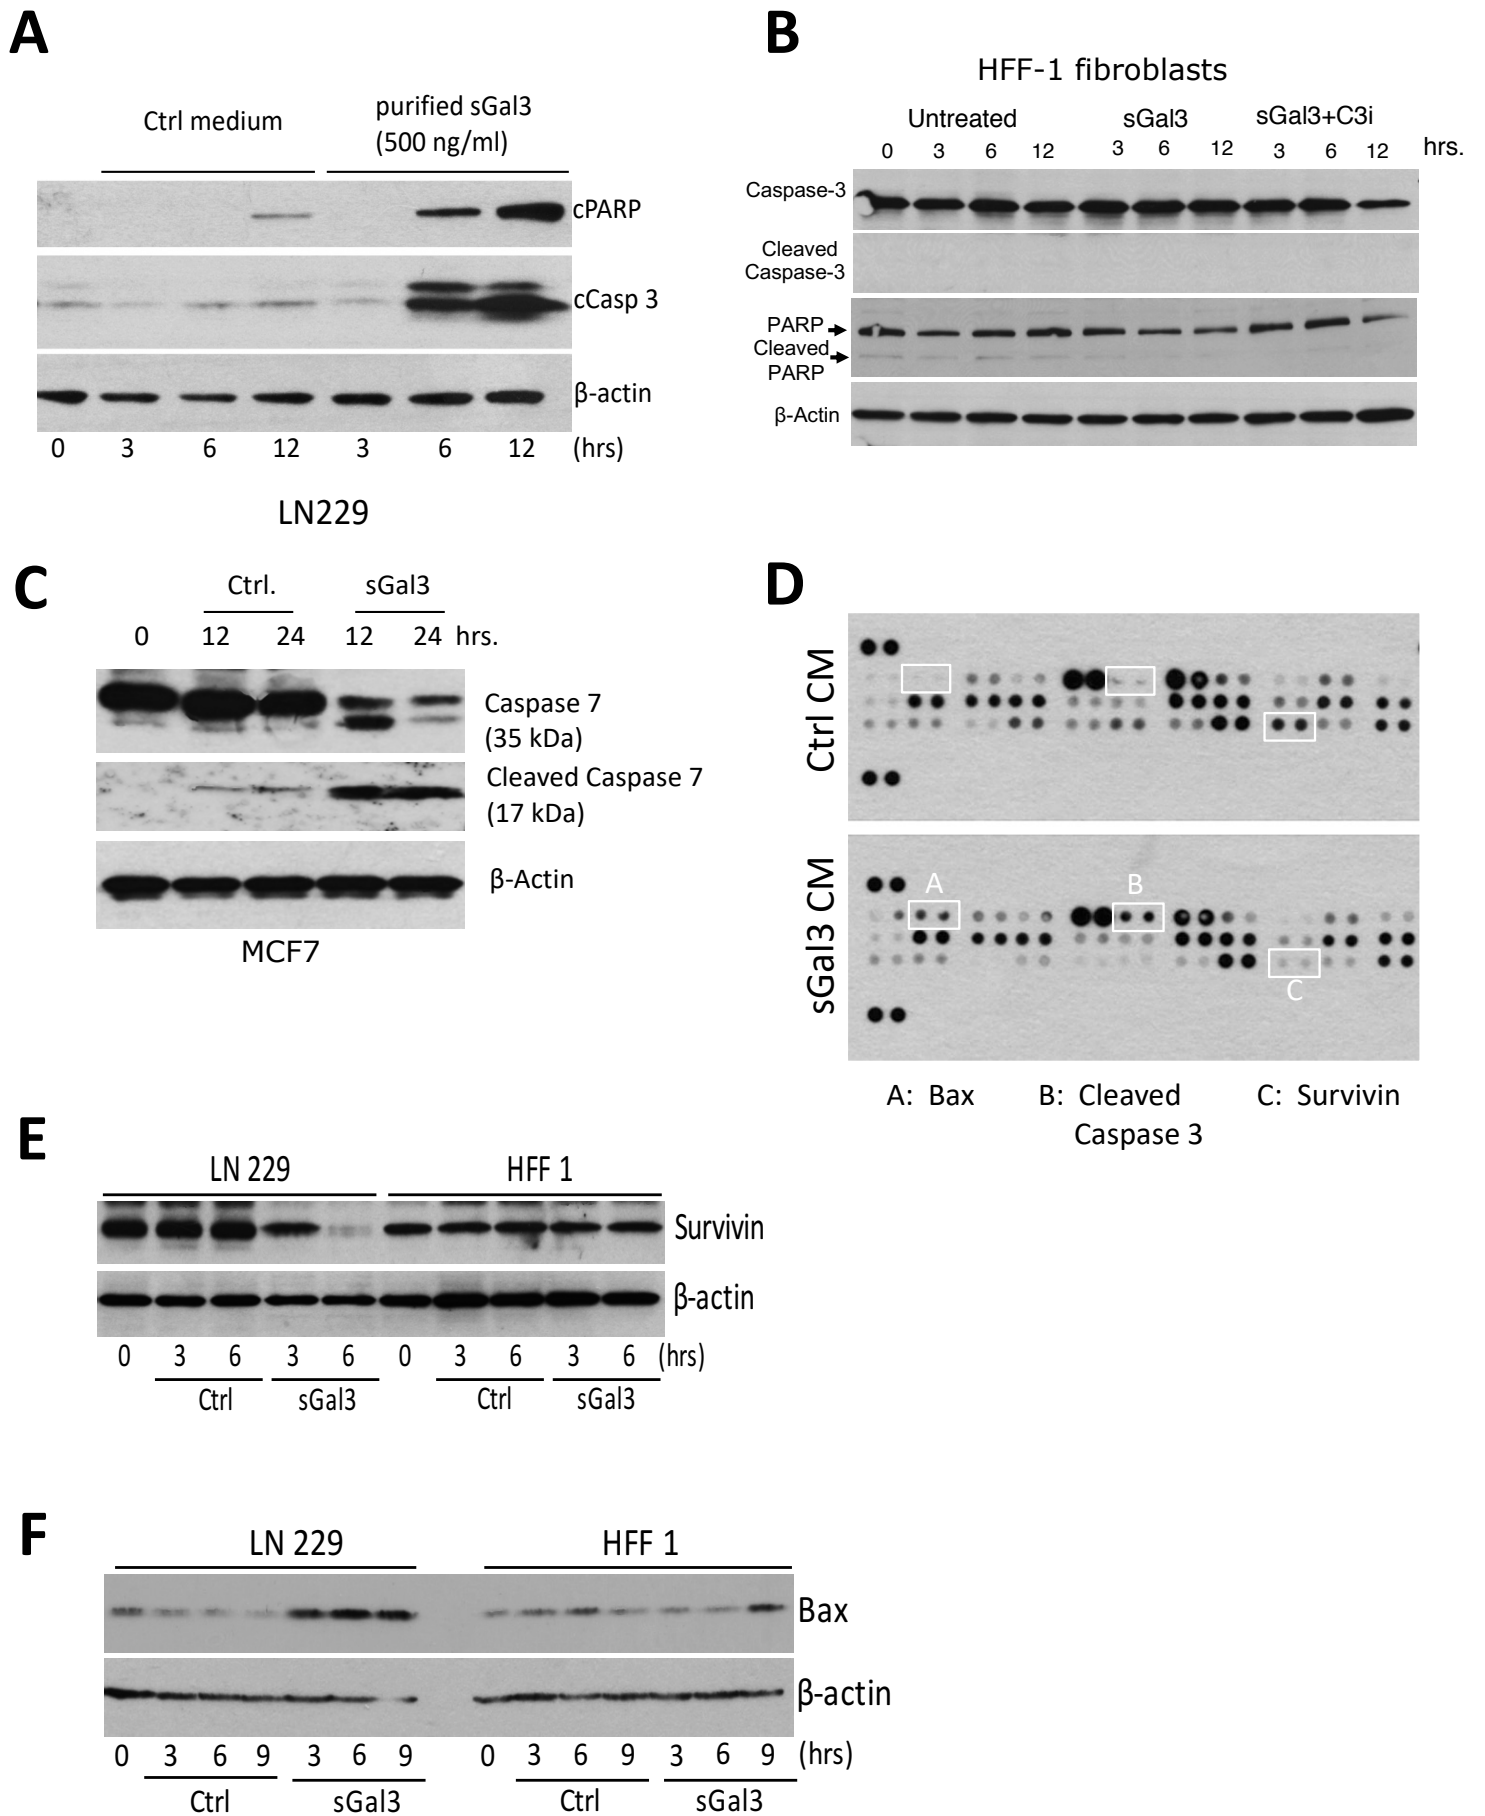 A
Ctrl medium
purified sGal3
(500 ng/ml)
cPARP
cCasp 3
β-actin
0 3 6 12 3 6 12 (hrs)
LN229
B
HFF-1 fibroblasts
Untreated sGal3 sGal3+C3i
0 3 6 12 3 6 12 3 6 12 hrs.
Caspase-3
Cleaved
Caspase-3
PARP
Cleaved
PARP
β-Actin
C
Ctrl. sGal3
0 12 24 12 24 hrs.
Caspase 7
(35 kDa)
Cleaved Caspase 7
(17 kDa)
β-Actin
MCF7
D
Ctrl CM
sGal3 CM
A
B
C
A: Bax B: Cleaved C: Survivin
Caspase 3
E
LN 229 HFF 1
Survivin
β-actin
0 3 6 3 6 0 3 6 3 6 (hrs)
Ctrl sGal3 Ctrl sGal3
F
LN 229 HFF 1
Bax
β-actin
0 3 6 9 3 6 9 0 3 6 9 3 6 9 (hrs)
Ctrl sGal3 Ctrl sGal3